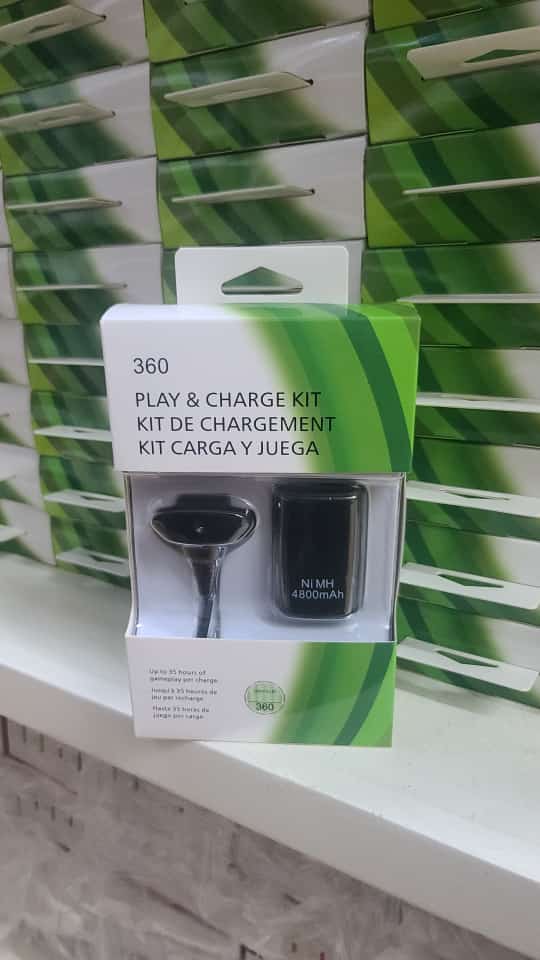 360
PLAY & CHARGE KIT
KIT DE CHARGEMENT
KIT CARGA Y JUEGA
Ni MH
4800mAh
Up to 35 hours of
gameplay per charge
Jusqu'à 35 heures de
jeu par recharge
Hasta 35 horas de
juego por carga
360